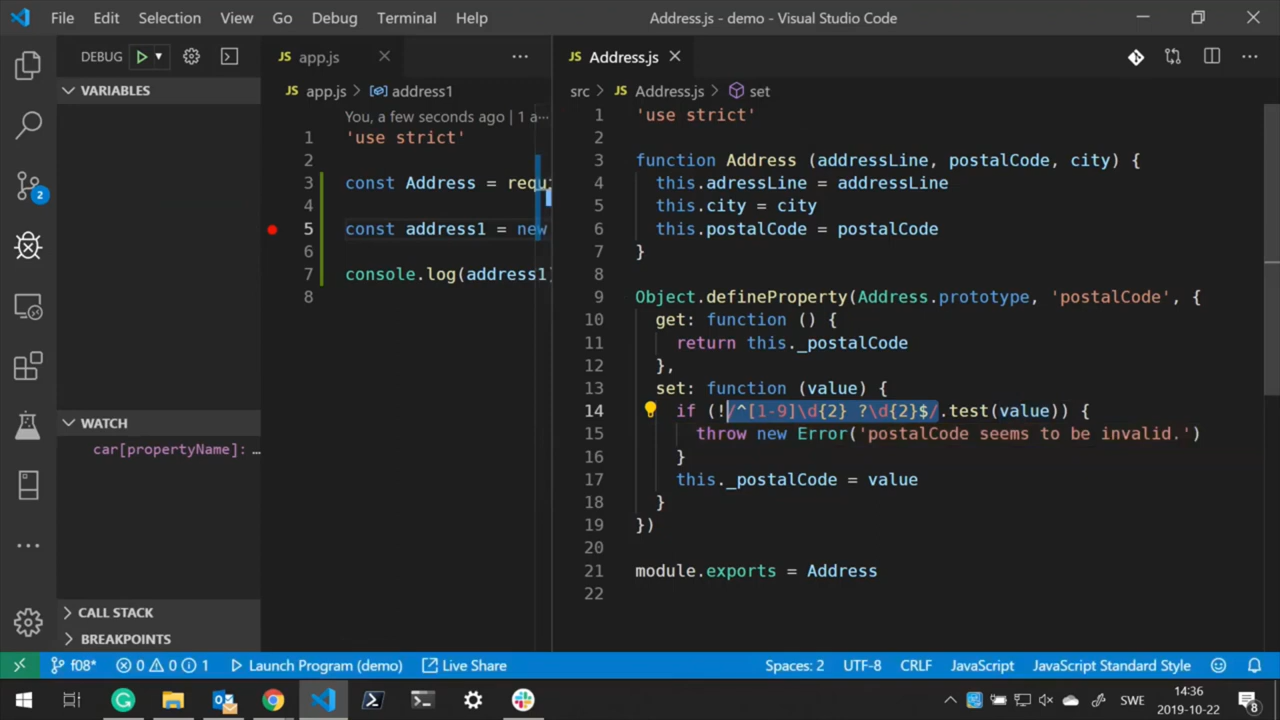 File Edit Selection View Go Debug Terminal Help
Address.js - demo - Visual Studio Code
DEBUG
JS app.js
JS Address.js
VARIABLES
JS app.js > address1
You, a few seconds ago | 1 a···
1 'use strict'
2
3 const Address = requi
4
5 const address1 = new
6
7 console.log(address1)
8
src > JS Address.js > set
1 'use strict'
2
3 function Address (addressLine, postalCode, city) {
4 this.adressLine = addressLine
5 this.city = city
6 this.postalCode = postalCode
7 }
8
9 Object.defineProperty(Address.prototype, 'postalCode', {
10 get: function () {
11 return this._postalCode
12 },
13 set: function (value) {
14 if (!/^[1-9]\d{2} ?\d{2}$/.test(value)) {
15 throw new Error('postalCode seems to be invalid.')
16 }
17 this._postalCode = value
18 }
19 })
20
21 module.exports = Address
22
WATCH
car[propertyName]: …
CALL STACK
BREAKPOINTS
2
f08* 0 0 1 Launch Program (demo) Live Share
Spaces: 2 UTF-8 CRLF JavaScript JavaScript Standard Style
SWE
14:36
2019-10-22
8